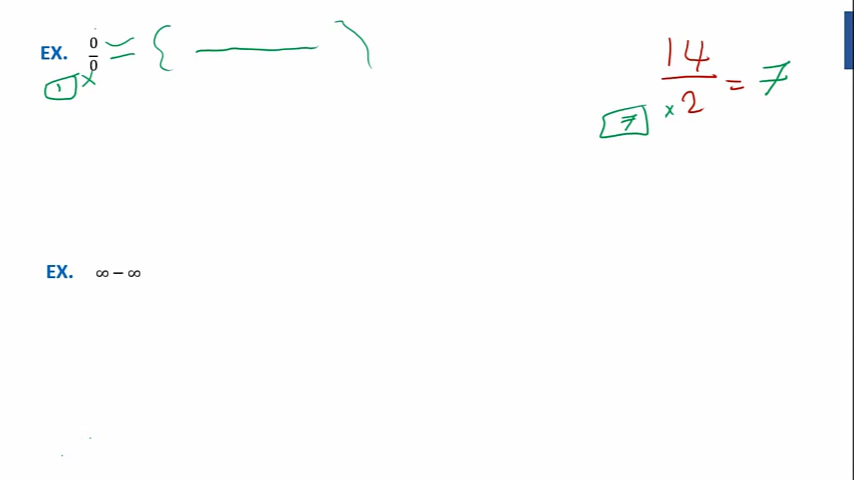 EX. 0/0 = { }
1 ×
14/2 = 7
7 ×
EX. ∞ − ∞